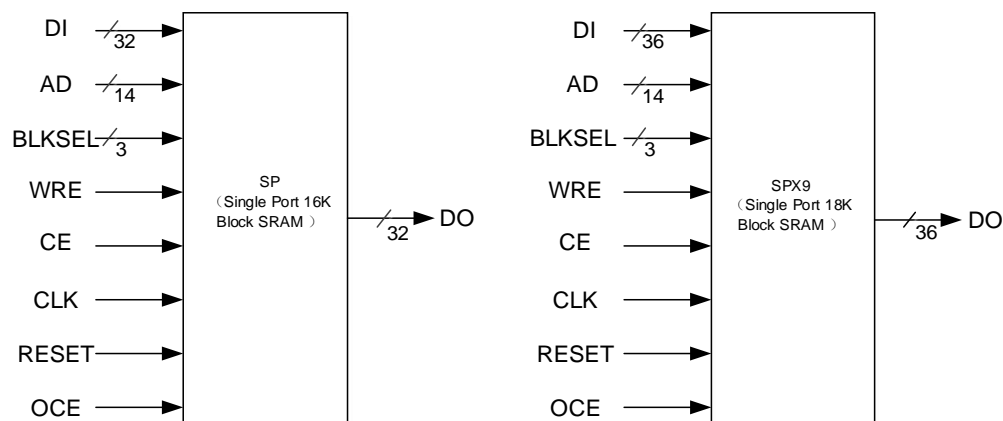 DI
32
AD
14
BLKSEL
3
WRE
CE
CLK
RESET
OCE
SP
（Single Port 16K
Block SRAM ）
32
DO
DI
36
AD
14
BLKSEL
3
WRE
CE
CLK
RESET
OCE
SPX9
（Single Port 18K
Block SRAM ）
36
DO